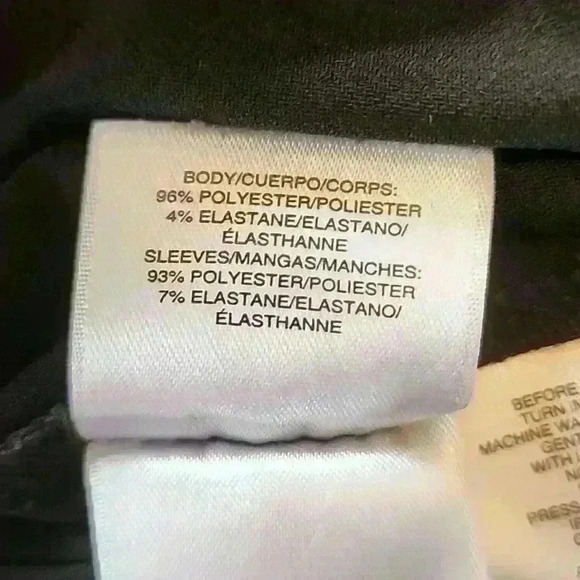 BODY/CUERPO/CORPS:
96% POLYESTER/POLIESTER
4% ELASTANE/ELASTANO/
ÉLASTHANNE
SLEEVES/MANGAS/MANCHES:
93% POLYESTER/POLIESTER
7% ELASTANE/ELASTANO/
ÉLASTHANNE
BEFORE
TURN
MACHINE
WITH
PRESS